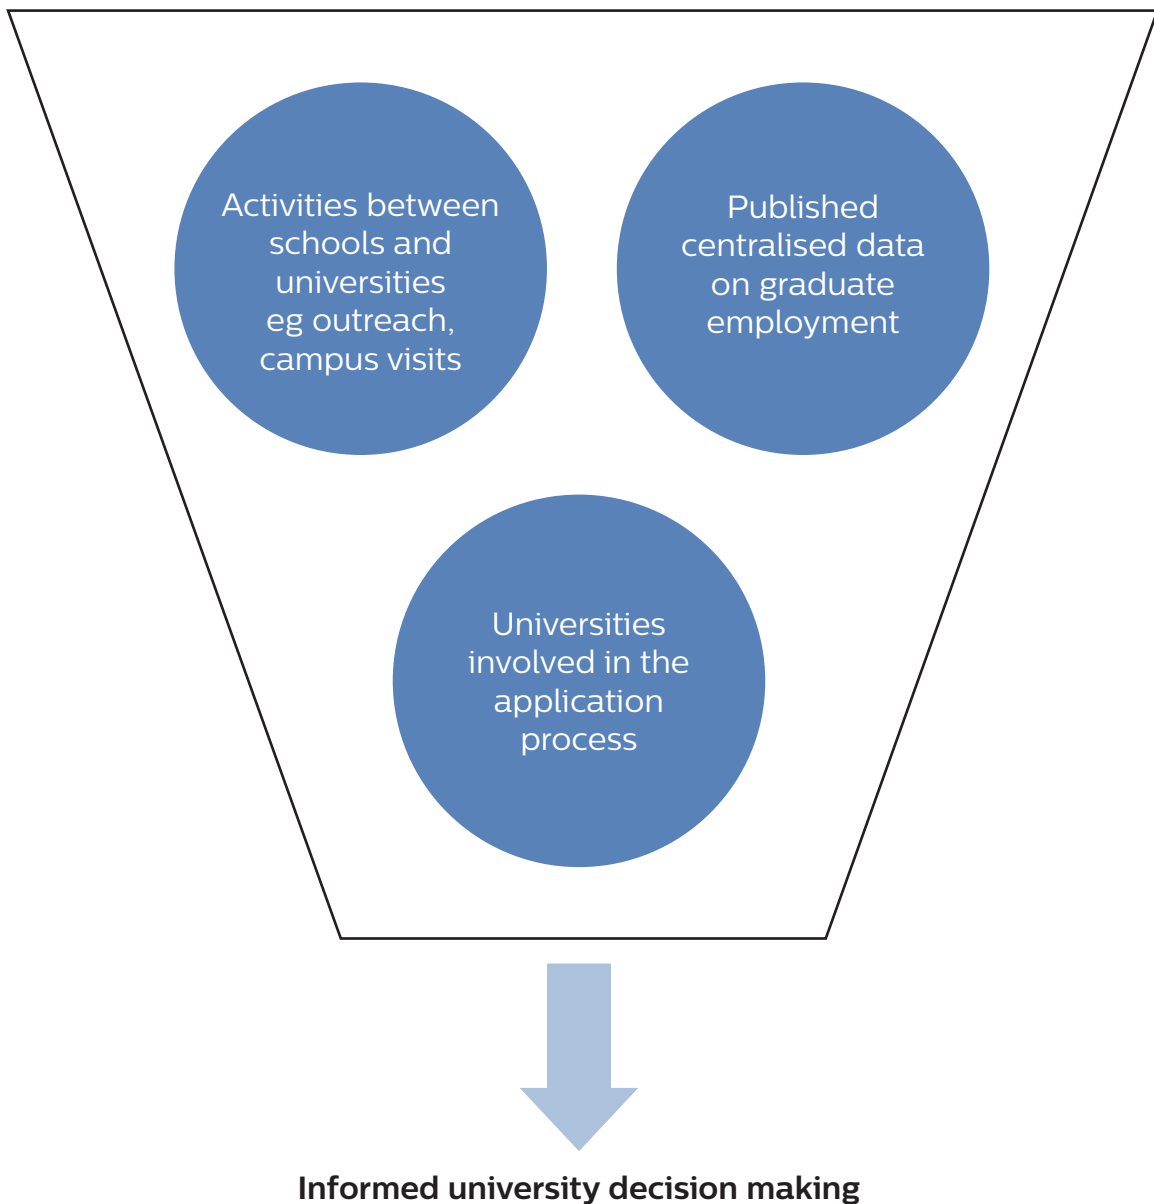 Activities between
schools and
universities
eg outreach,
campus visits
Published
centralised data
on graduate
employment
Universities
involved in the
application
process
Informed university decision making